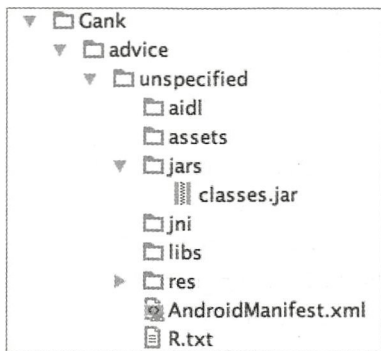 Gank
advice
unspecified
aidl
assets
jars
classes.jar
jni
libs
res
AndroidManifest.xml
R.txt